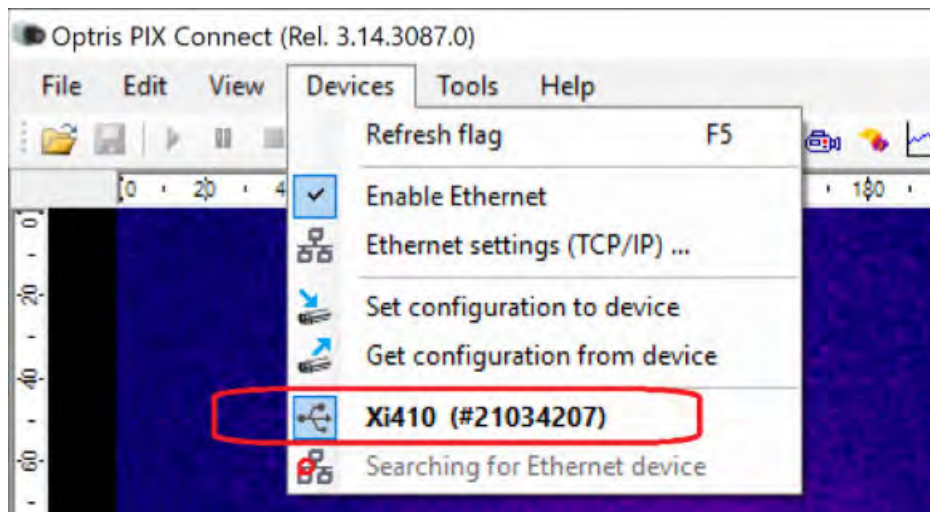 Optris PIX Connect (Rel. 3.14.3087.0)
File Edit View Devices Tools Help
Refresh flag F5
0 20 4 180
Enable Ethernet
0
Ethernet settings (TCP/IP) ...
20
Set configuration to device
Get configuration from device
40
Xi410 (#21034207)
60
Searching for Ethernet device